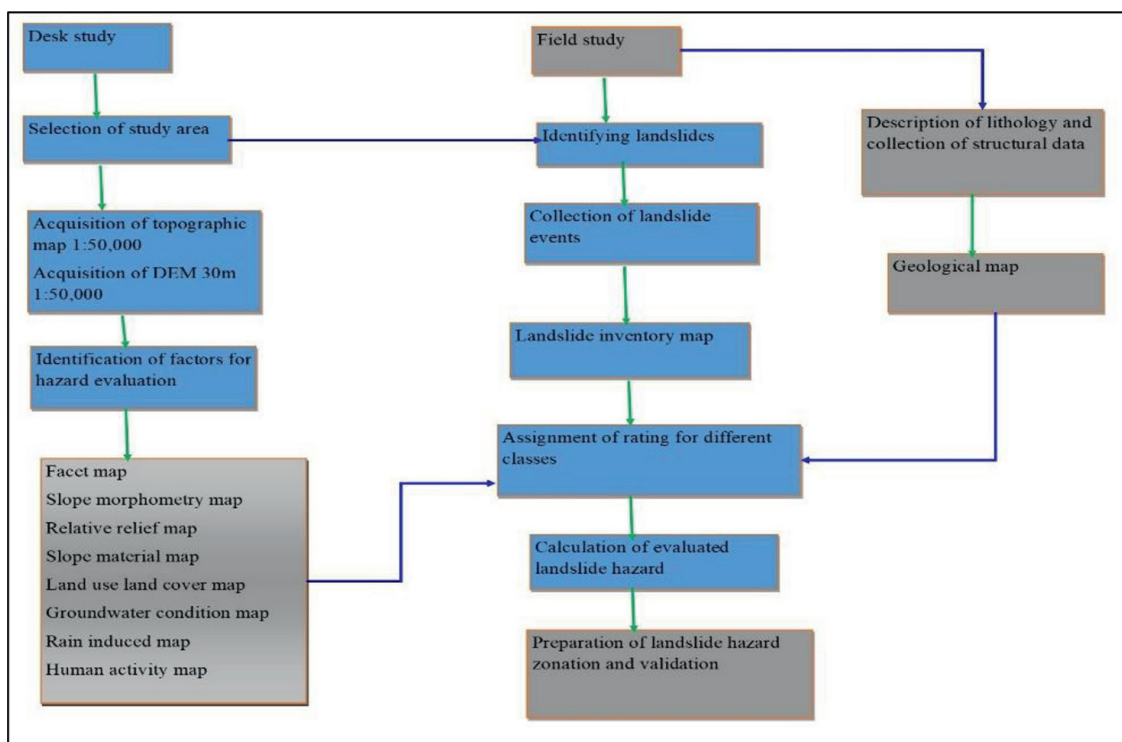 Desk study
Selection of study area
Acquisition of topographic
map 1:50,000
Acquisition of DEM 30m
1:50,000
Identification of factors for
hazard evaluation
Facet map
Slope morphometry map
Relative relief map
Slope material map
Land use land cover map
Groundwater condition map
Rain induced map
Human activity map
Field study
Identifying landslides
Collection of landslide
events
Landslide inventory map
Assignment of rating for different
classes
Calculation of evaluated
landslide hazard
Preparation of landslide hazard
zonation and validation
Description of lithology and
collection of structural data
Geological map